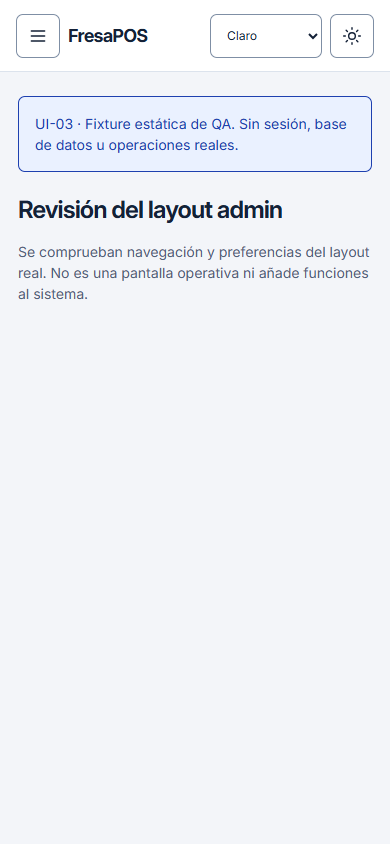 FresaPOS
Claro
UI-03 · Fixture estática de QA. Sin sesión, base
de datos u operaciones reales.
Revisión del layout admin
Se comprueban navegación y preferencias del layout
real. No es una pantalla operativa ni añade funciones
al sistema.